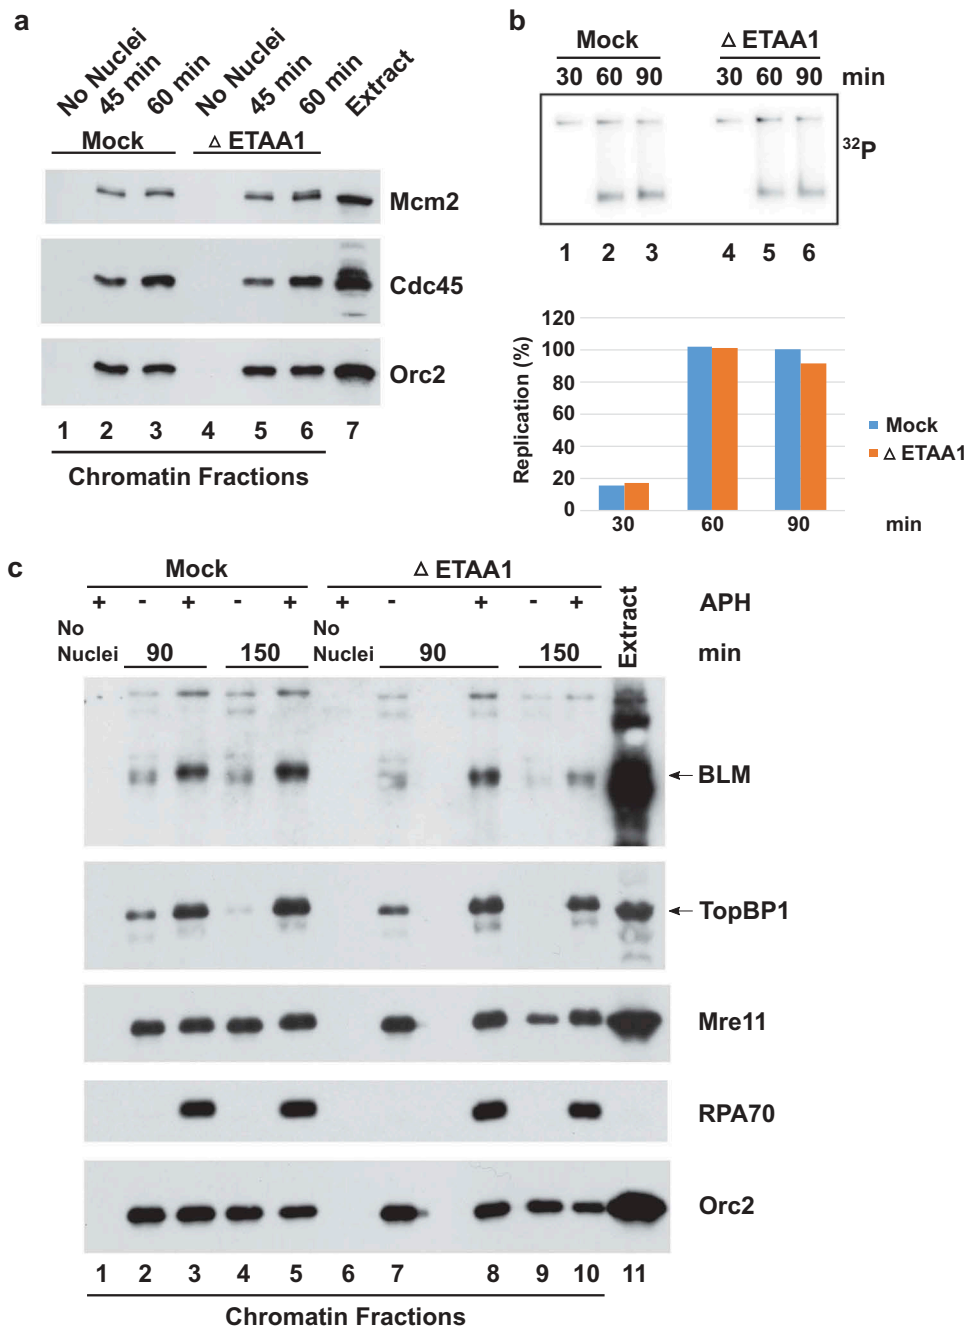 a
No Nuclei 45 min 60 min No Nuclei 45 min 60 min Extract
Mock △ ETAA1
Mcm2
Cdc45
Orc2
1 2 3 4 5 6 7
Chromatin Fractions
b
Mock △ ETAA1
30 60 90 30 60 90 min
32P
1 2 3 4 5 6
Replication (%)
120
100
80
60
40
20
0
30 60 90 min
Mock
△ ETAA1
c
Mock △ ETAA1
+ - + - + + - + - + APH
No Nuclei 90 150 No Nuclei 90 150 Extract min
BLM
TopBP1
Mre11
RPA70
Orc2
1 2 3 4 5 6 7 8 9 10 11
Chromatin Fractions